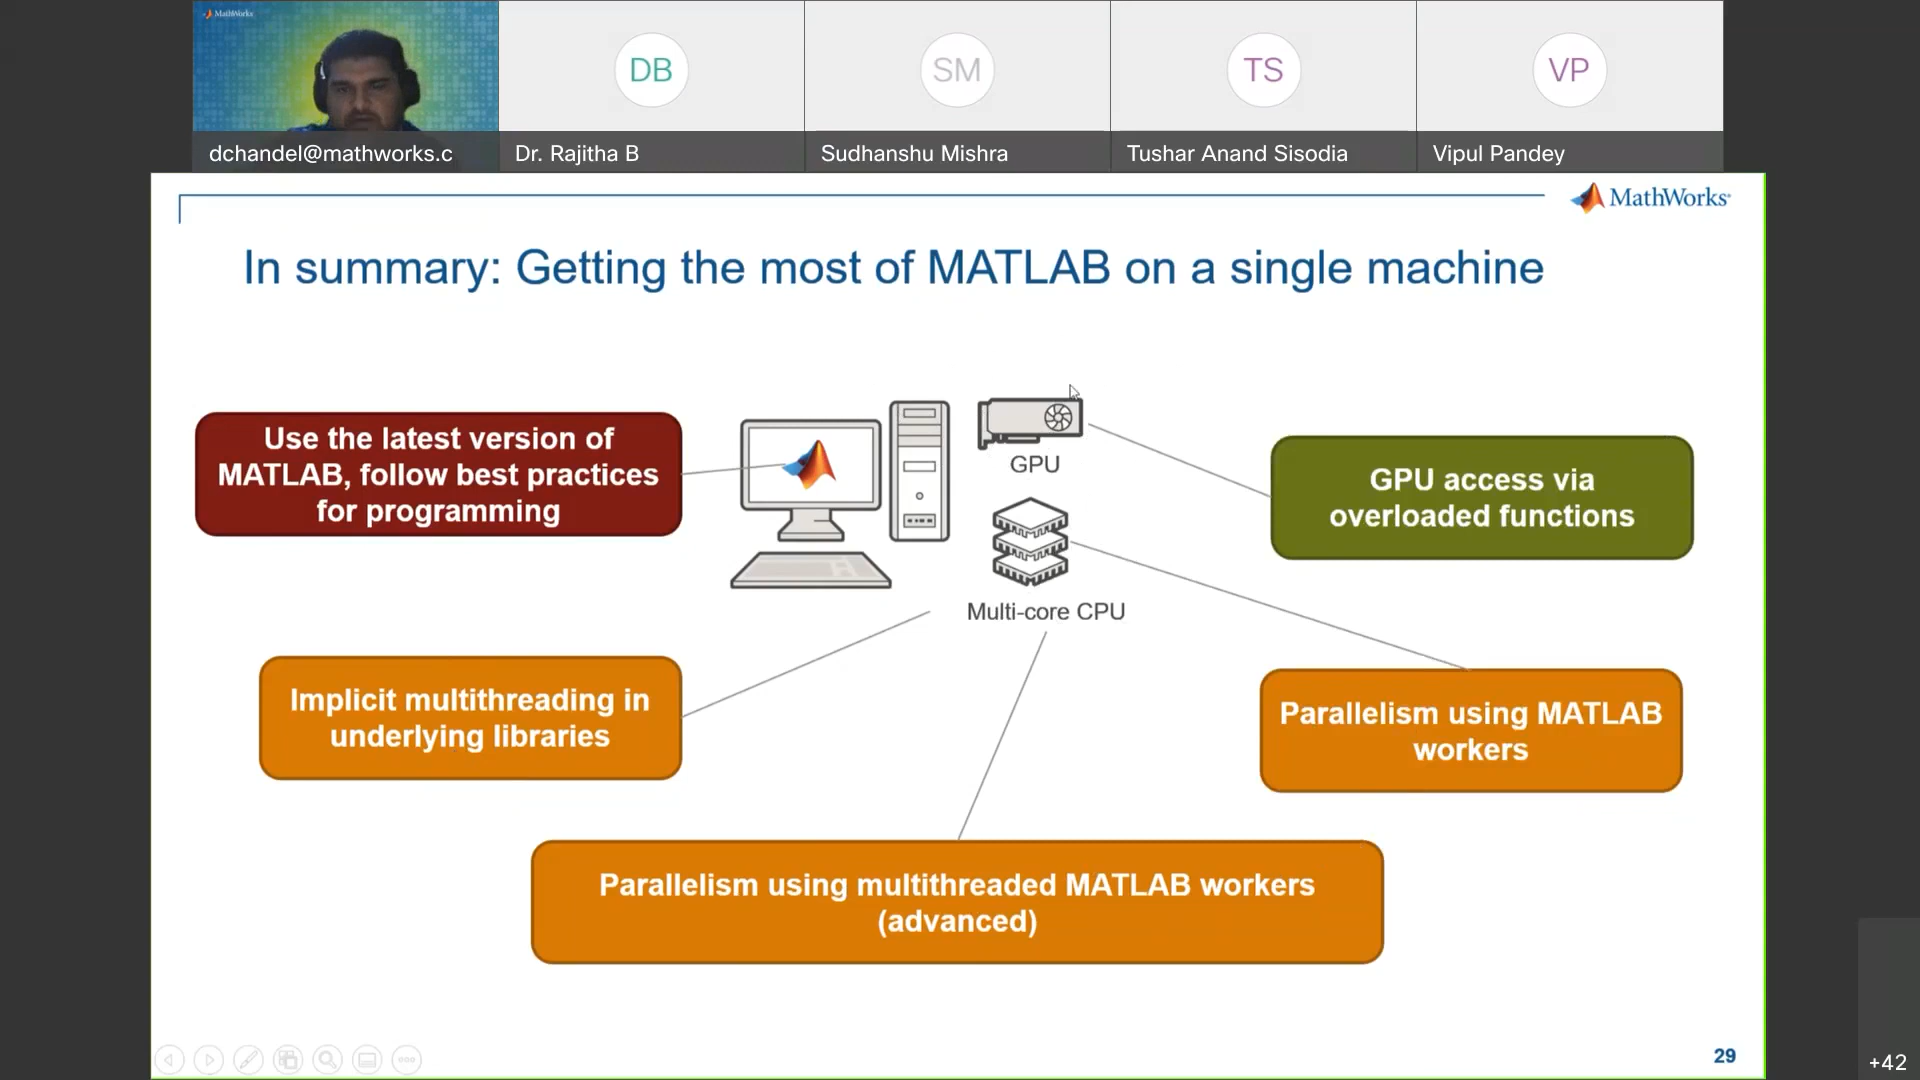 MathWorks
DB
SM
TS
VP
dchandel@mathworks.c
Dr. Rajitha B
Sudhanshu Mishra
Tushar Anand Sisodia
Vipul Pandey
MathWorks®
In summary: Getting the most of MATLAB on a single machine
Use the latest version of
MATLAB, follow best practices
for programming
GPU
GPU access via
overloaded functions
Multi-core CPU
Implicit multithreading in
underlying libraries
Parallelism using MATLAB
workers
Parallelism using multithreaded MATLAB workers
(advanced)
29
+42